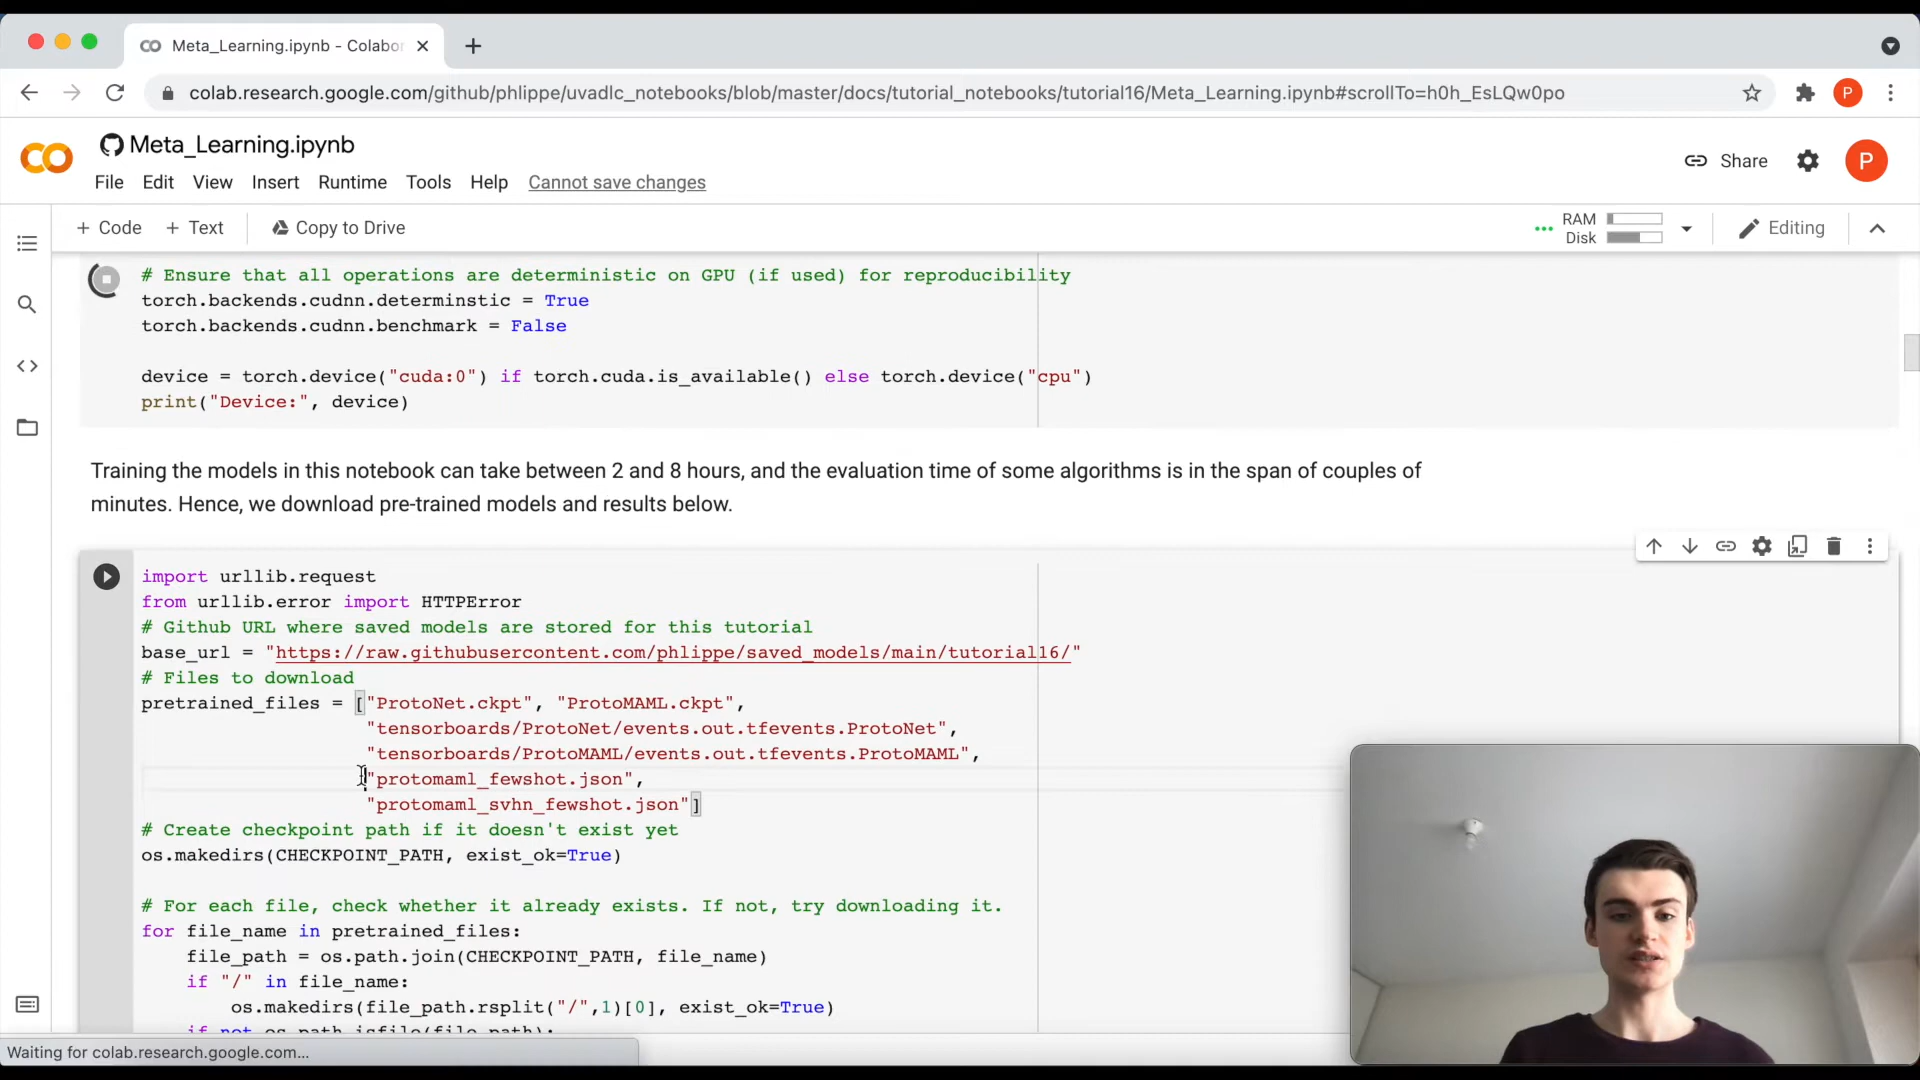 Meta_Learning.ipynb - Colabor
colab.research.google.com/github/phlippe/uvadlc_notebooks/blob/master/docs/tutorial_notebooks/tutorial16/Meta_Learning.ipynb#scrollTo=h0h_EsLQw0po
P
Meta_Learning.ipynb
Share
P
File Edit View Insert Runtime Tools Help Cannot save changes
+ Code + Text Copy to Drive
RAM
Disk
Editing
# Ensure that all operations are deterministic on GPU (if used) for reproducibility
torch.backends.cudnn.determinstic = True
torch.backends.cudnn.benchmark = False
device = torch.device("cuda:0") if torch.cuda.is_available() else torch.device("cpu")
print("Device:", device)
Training the models in this notebook can take between 2 and 8 hours, and the evaluation time of some algorithms is in the span of couples of
minutes. Hence, we download pre-trained models and results below.
import urllib.request
from urllib.error import HTTPError
# Github URL where saved models are stored for this tutorial
base_url = "https://raw.githubusercontent.com/phlippe/saved_models/main/tutorial16/"
# Files to download
pretrained_files = ["ProtoNet.ckpt", "ProtoMAML.ckpt",
"tensorboards/ProtoNet/events.out.tfevents.ProtoNet",
"tensorboards/ProtoMAML/events.out.tfevents.ProtoMAML",
"protomaml_fewshot.json",
"protomaml_svhn_fewshot.json"]
# Create checkpoint path if it doesn't exist yet
os.makedirs(CHECKPOINT_PATH, exist_ok=True)
# For each file, check whether it already exists. If not, try downloading it.
for file_name in pretrained_files:
file_path = os.path.join(CHECKPOINT_PATH, file_name)
if "/" in file_name:
os.makedirs(file_path.rsplit("/",1)[0], exist_ok=True)
if not os.path.isfile(file_path):
Waiting for colab.research.google.com...